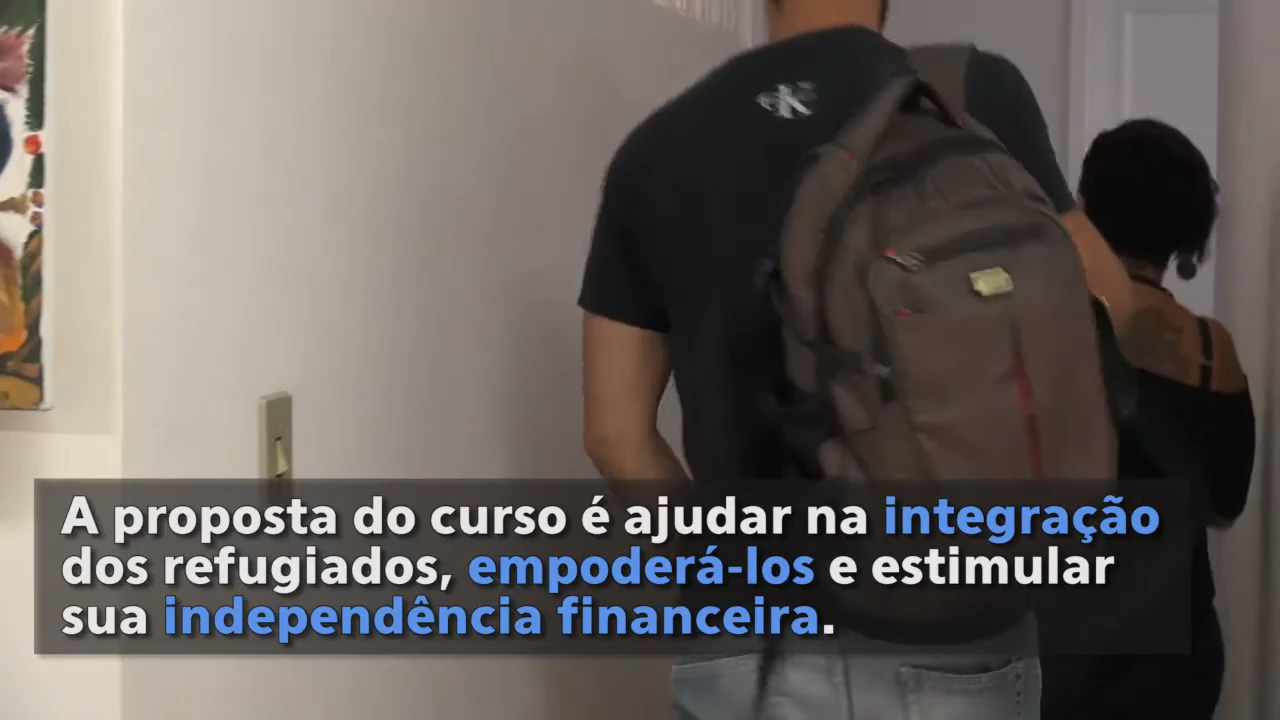 A proposta do curso é ajudar na integração
dos refugiados, empoderá-los e estimular
sua independência financeira.